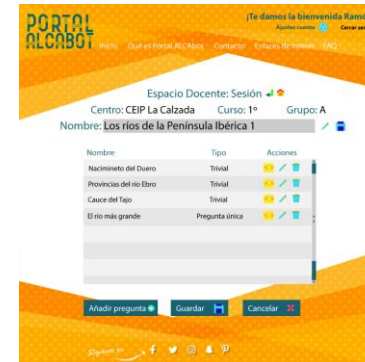 PORTAL
ALCABOT
¡Te damos la bienvenida Ramó
Ajustes cuenta
Cerrar ses
Inicio Qué es Portal ALCAbot Contacto Enlaces de Interés FAQ
Espacio Docente: Sesión
Centro: CEIP La Calzada Curso: 1º Grupo: A
Nombre: Los ríos de la Península Ibérica 1
Nombre Tipo Acciones
Nacimineto del Duero Trivial
Provincias del río Ebro Trivial
Cauce del Tajo Trivial
El río más grande Pregunta única
Añadir pregunta Guardar Cancelar